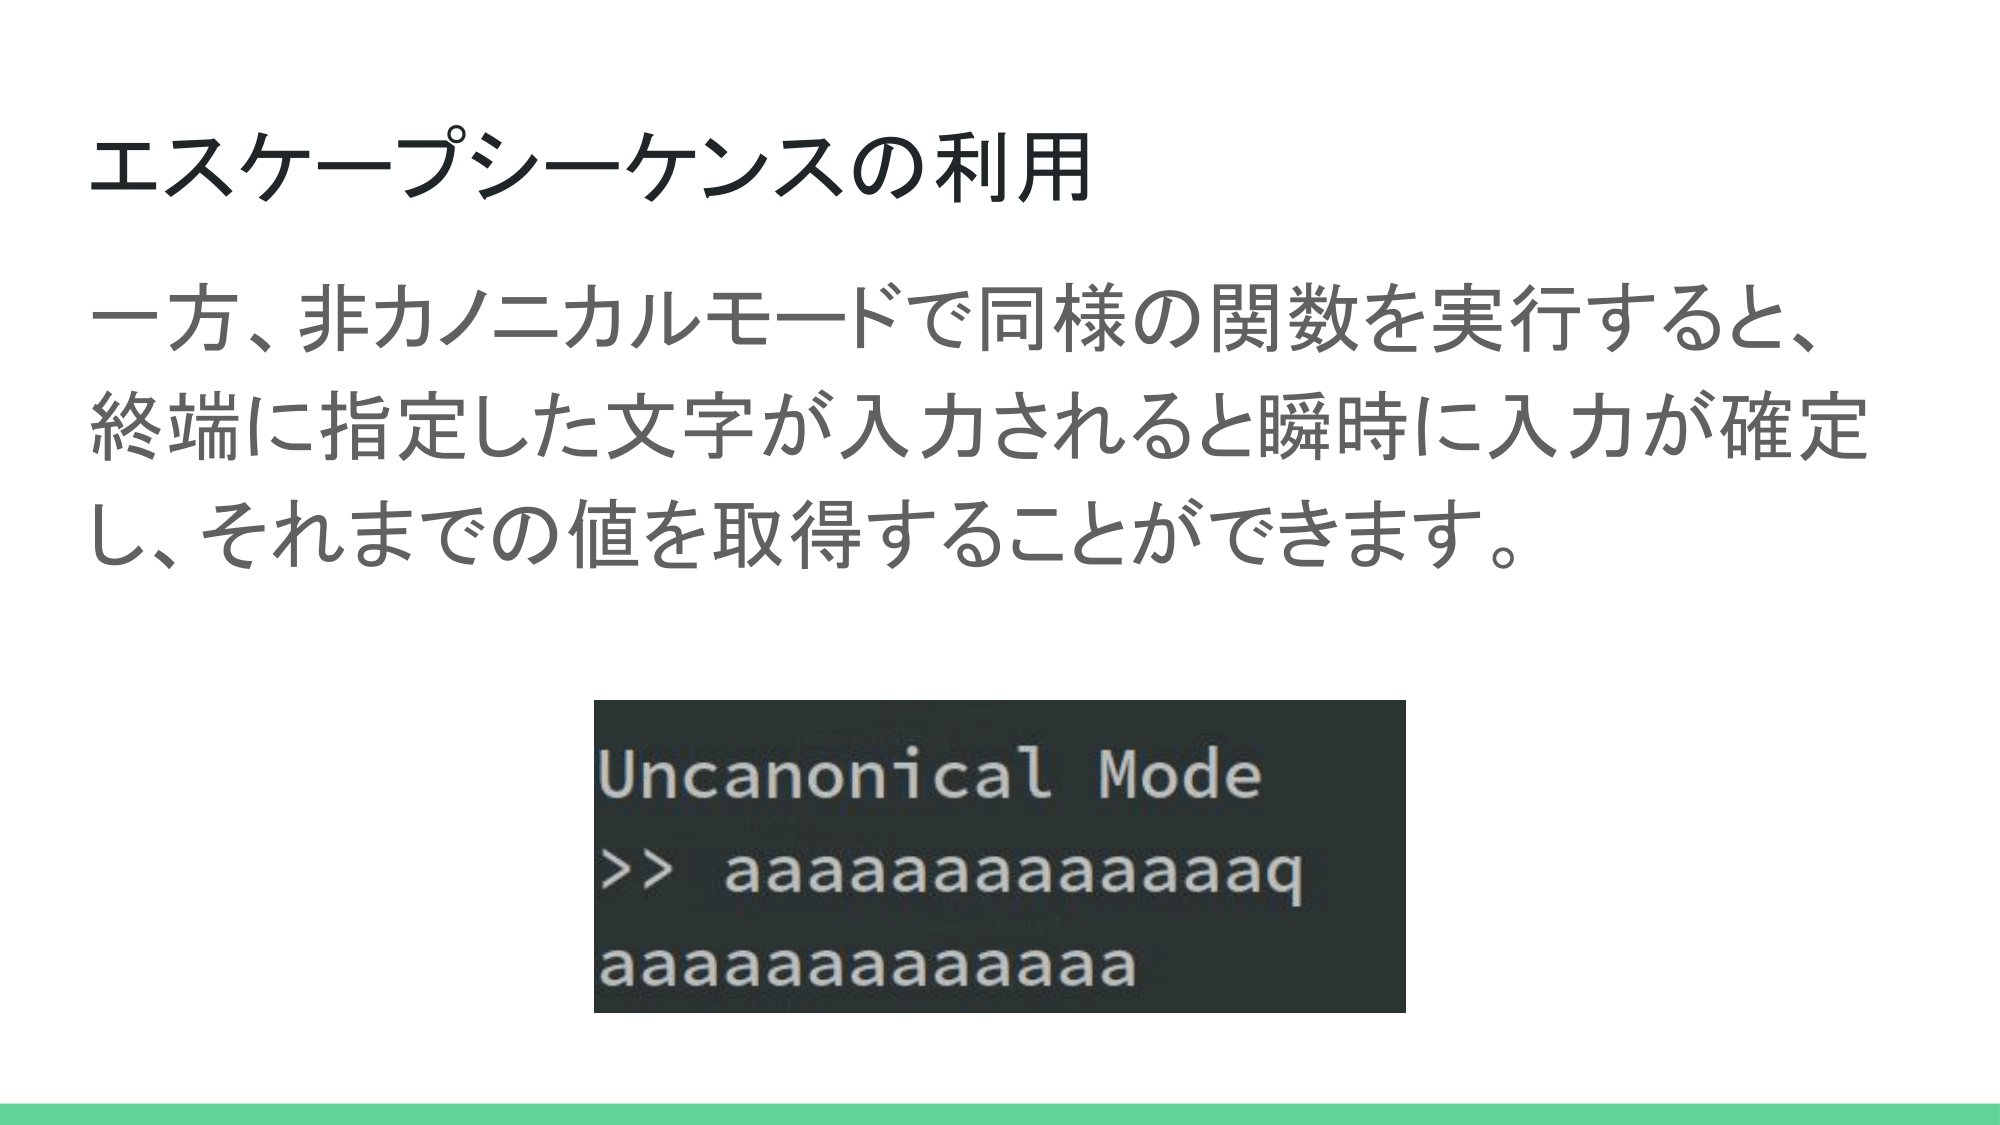 エスケープシーケンスの利用
一方、非カノニカルモードで同様の関数を実行すると、
終端に指定した文字が入力されると瞬時に入力が確定
し、それまでの値を取得することができます。
Uncanonical Mode
>> aaaaaaaaaaaaaq
aaaaaaaaaaaaa